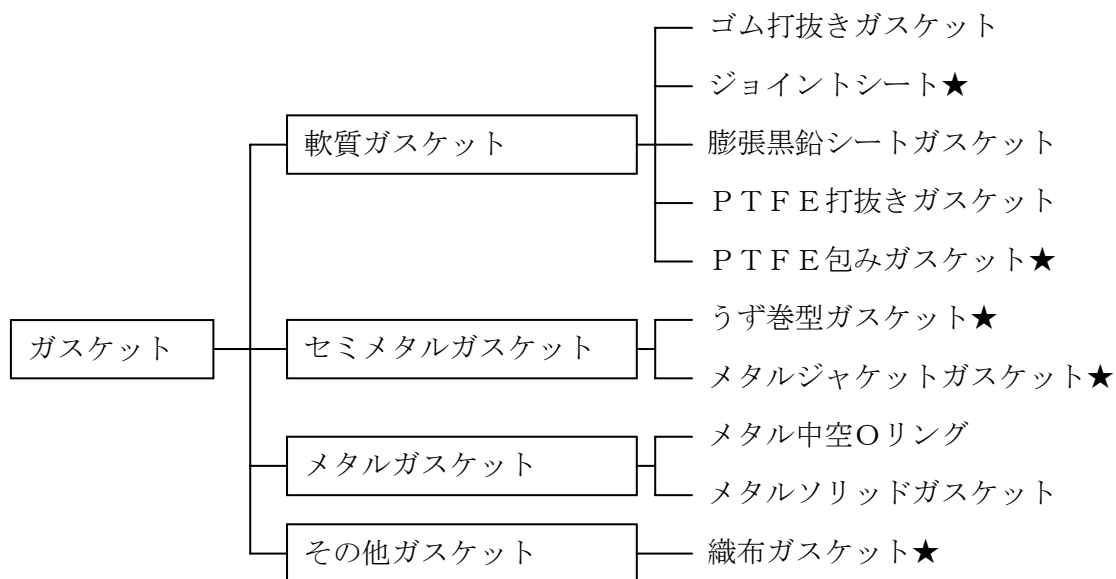 ガスケット
軟質ガスケット
ゴム打抜きガスケット
ジョイントシート★
膨張黒鉛シートガスケット
ＰＴＦＥ打抜きガスケット
ＰＴＦＥ包みガスケット★
セミメタルガスケット
うず巻型ガスケット★
メタルジャケットガスケット★
メタルガスケット
メタル中空Ｏリング
メタルソリッドガスケット
その他ガスケット
織布ガスケット★